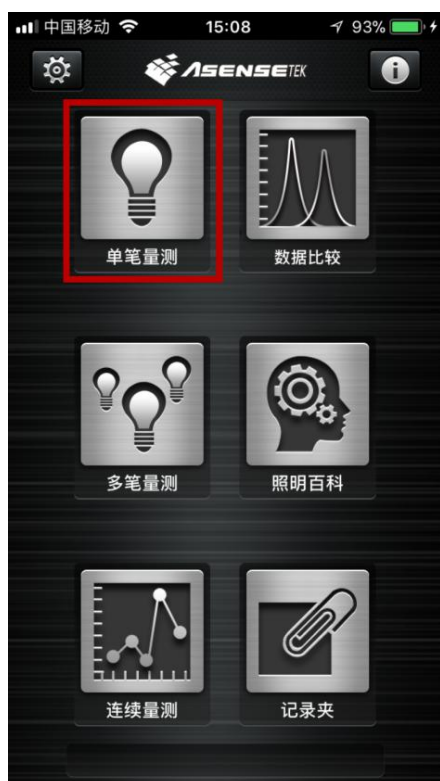 中国移动 15:08 93%
ASENSETEK
单笔量测 数据比较
多笔量测 照明百科
连续量测 记录夹